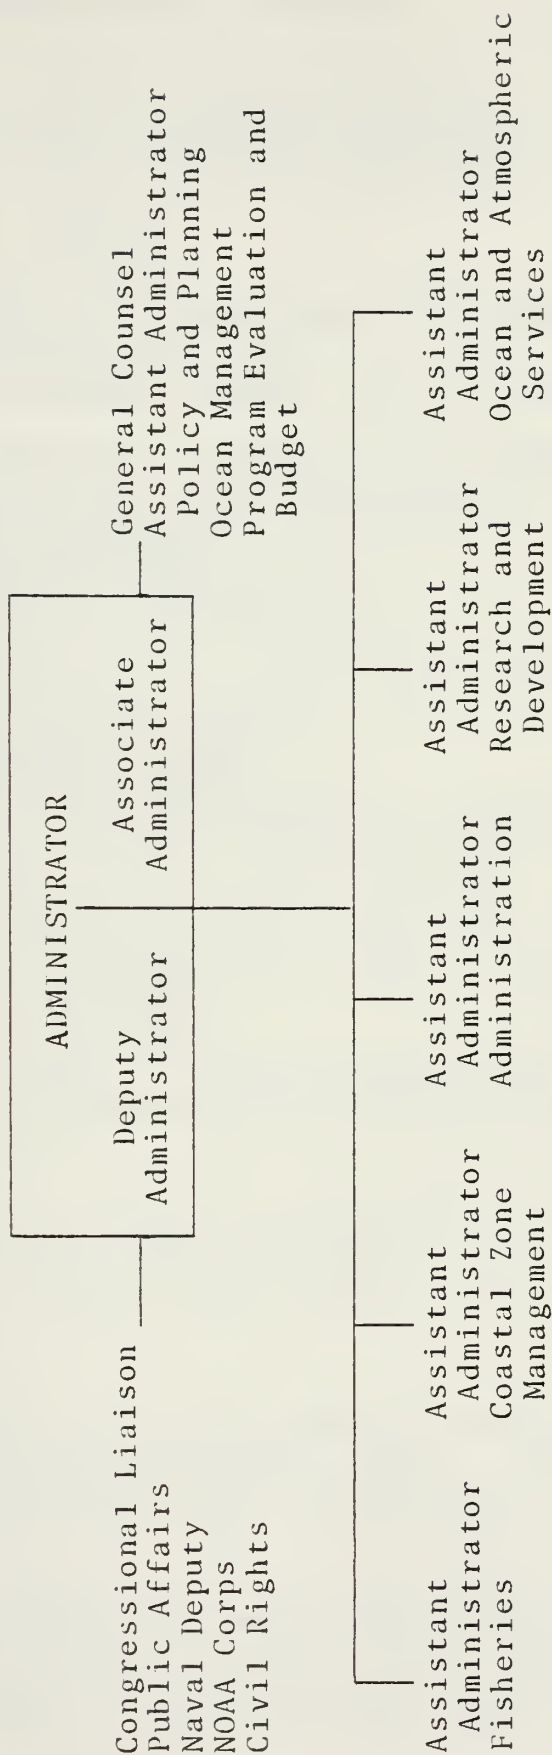 ADMINISTRATOR
Deputy
Administrator
Associate
Administrator
Congressional Liaison
Public Affairs
Naval Deputy
NOAA Corps
Civil Rights
General Counsel
Assistant Administrator
Policy and Planning
Ocean Management
Program Evaluation and
Budget
Assistant
Administrator
Fisheries
Assistant
Administrator
Coastal Zone
Management
Assistant
Administrator
Administration
Assistant
Administrator
Research and
Development
Assistant
Administrator
Ocean and Atmospheric
Services